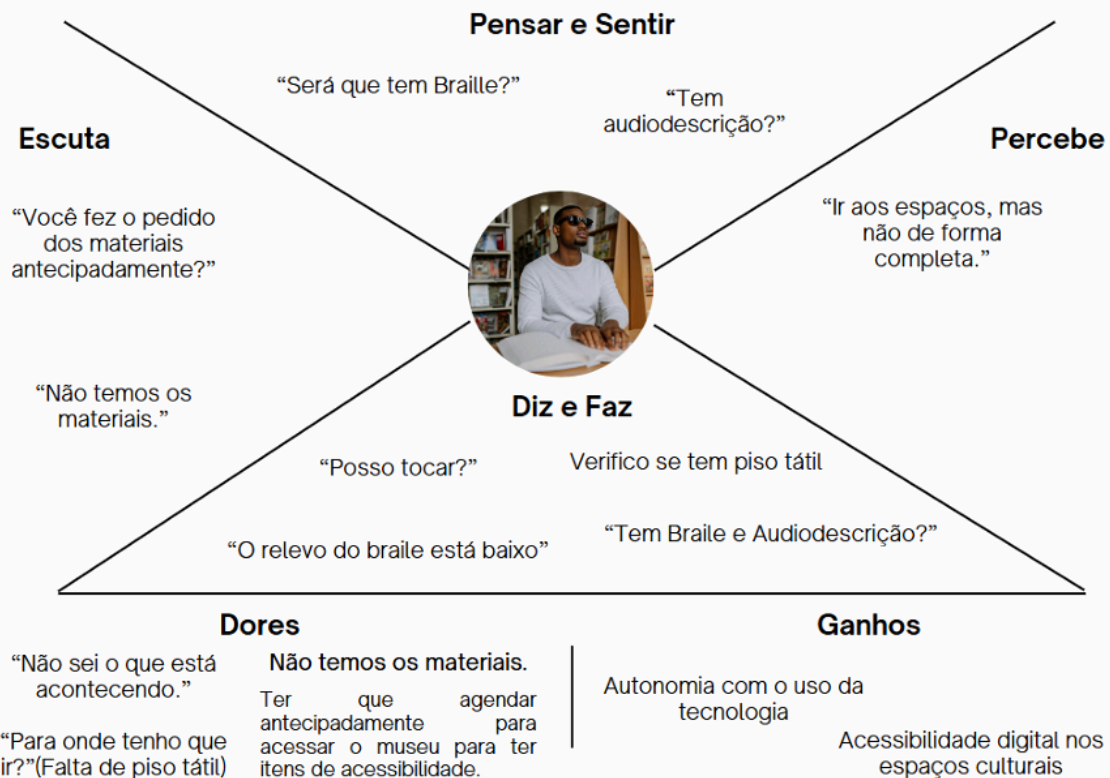 Pensar e Sentir
“Será que tem Braille?”
“Tem
audiodescrição?”
Escuta
“Você fez o pedido
dos materiais
antecipadamente?”
“Não temos os
materiais.”
Percebe
“Ir aos espaços, mas
não de forma
completa.”
Diz e Faz
“Posso tocar?”
Verifico se tem piso tátil
“O relevo do braile está baixo”
“Tem Braile e Audiodescrição?”
Dores
“Não sei o que está
acontecendo.”
“Para onde tenho que
ir?”(Falta de piso tátil)
Não temos os materiais.
Ter que agendar
antecipadamente para
acessar o museu para ter
itens de acessibilidade.
Ganhos
Autonomia com o uso da
tecnologia
Acessibilidade digital nos
espaços culturais